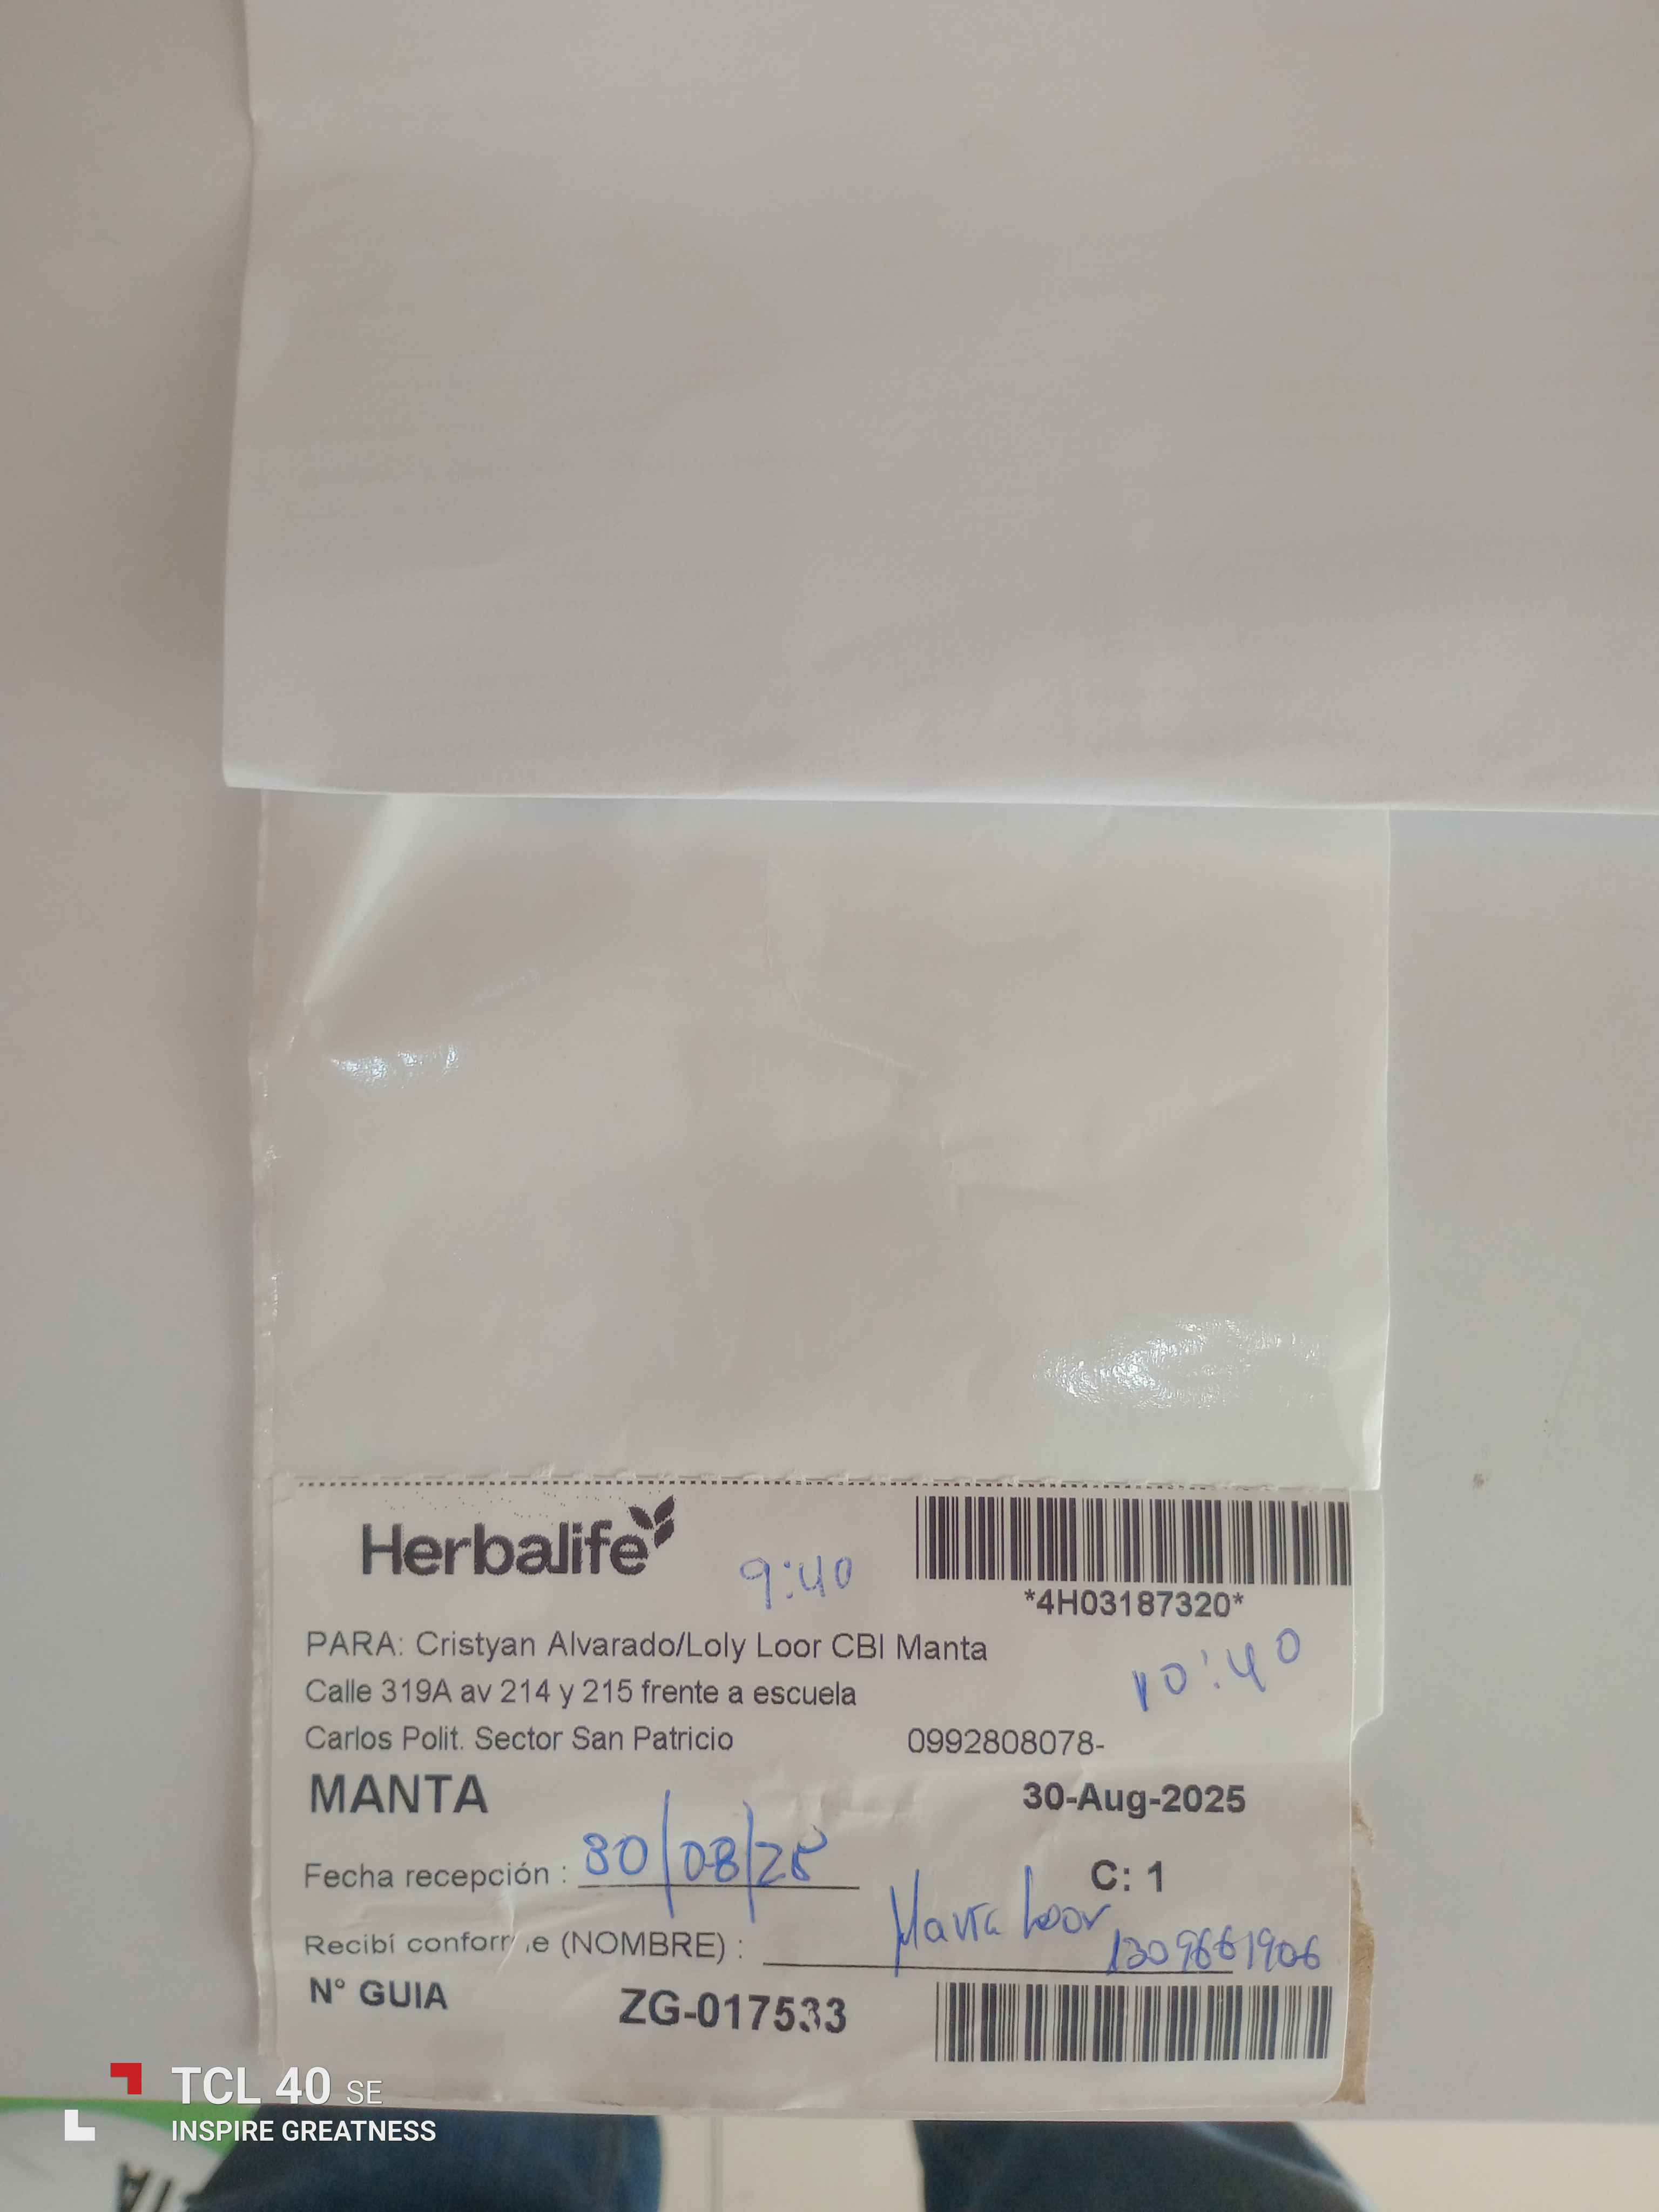 Herbalife
9:40
*4H03187320*
PARA: Cristyan Alvarado/Loly Loor CBI Manta
10:40
Calle 319A av 214 y 215 frente a escuela
Carlos Polit. Sector San Patricio 0992808078-
MANTA 30-Aug-2025
Fecha recepción : 30/08/25
C: 1
Recibí conforme (NOMBRE) : Loor
1309661906
N° GUIA ZG-017533
TCL 40 SE
INSPIRE GREATNESS